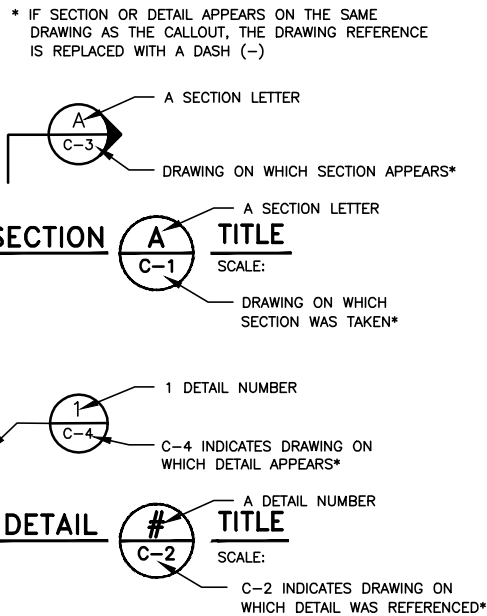 * IF SECTION OR DETAIL APPEARS ON THE SAME
DRAWING AS THE CALLOUT, THE DRAWING REFERENCE
IS REPLACED WITH A DASH (–)
A SECTION LETTER
A
C-3
DRAWING ON WHICH SECTION APPEARS*
A SECTION LETTER
SECTION A TITLE
C-1 SCALE:
DRAWING ON WHICH
SECTION WAS TAKEN*
1 DETAIL NUMBER
1
C-4
C-4 INDICATES DRAWING ON
WHICH DETAIL APPEARS*
A DETAIL NUMBER
DETAIL # TITLE
C-2 SCALE:
C-2 INDICATES DRAWING ON
WHICH DETAIL WAS REFERENCED*